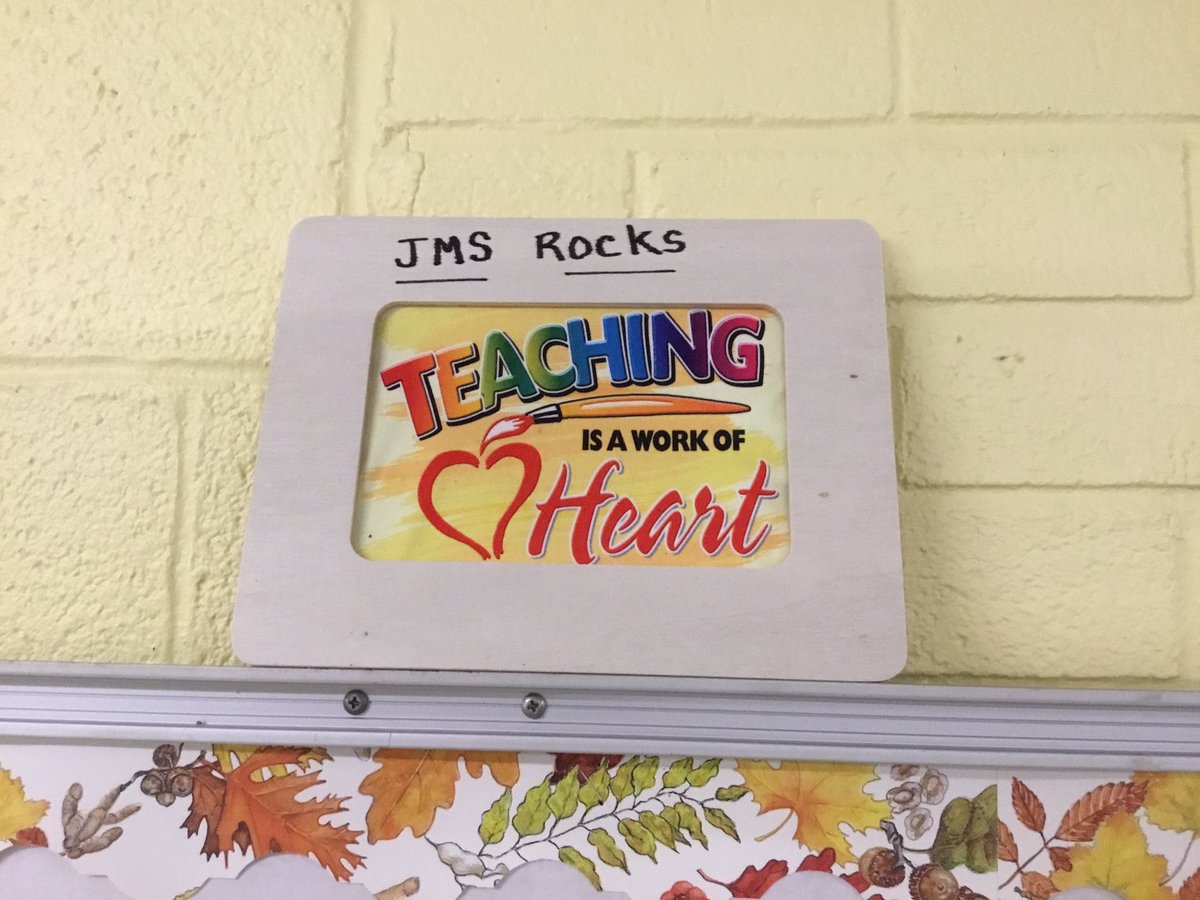 JMS Rocks
TEACHING
IS A WORK OF
Heart